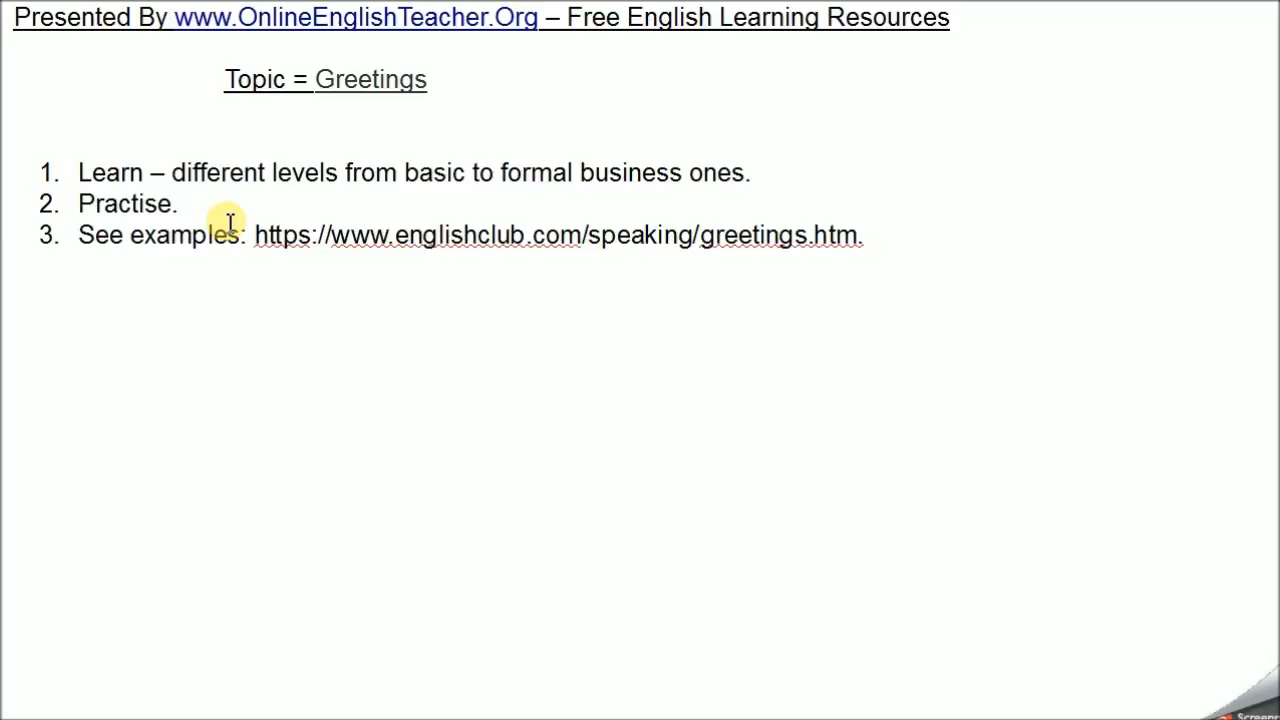 Presented By www.OnlineEnglishTeacher.Org – Free English Learning Resources
Topic = Greetings
1. Learn – different levels from basic to formal business ones.
2. Practise.
3. See examples: https://www.englishclub.com/speaking/greetings.htm.